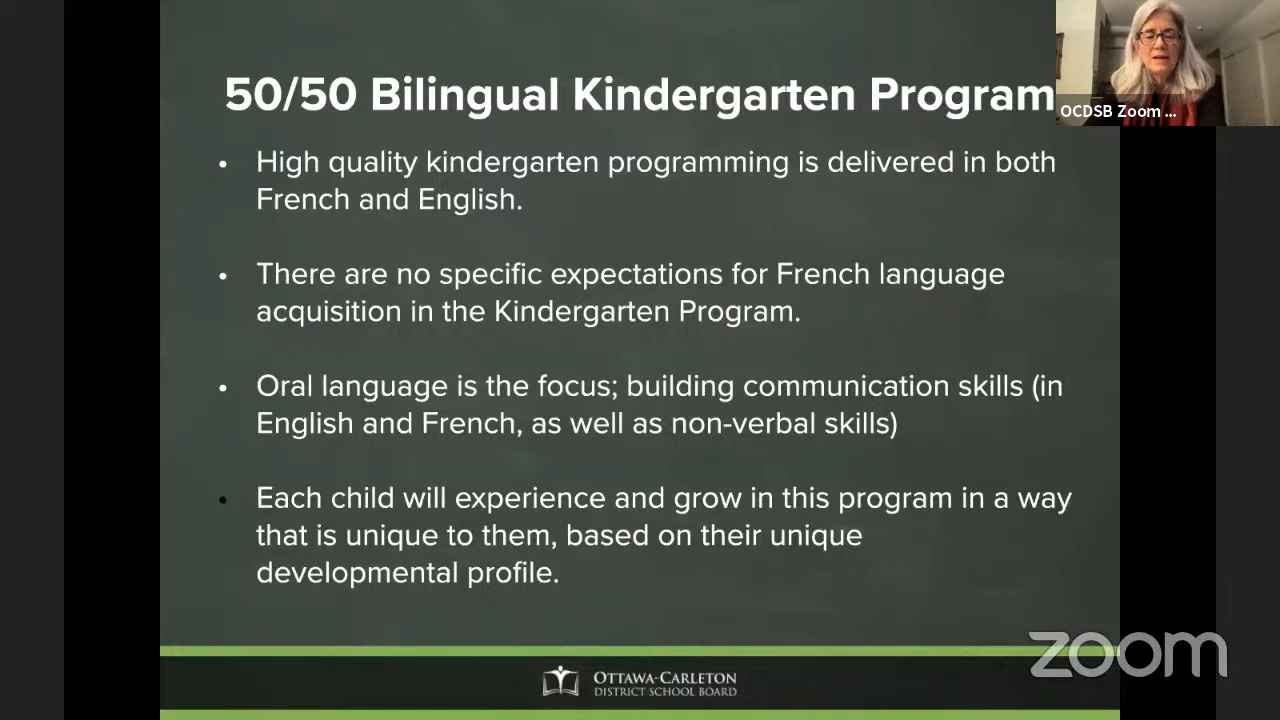 50/50 Bilingual Kindergarten Program
OCDSB Zoom ...
• High quality kindergarten programming is delivered in both
French and English.
• There are no specific expectations for French language
acquisition in the Kindergarten Program.
• Oral language is the focus; building communication skills (in
English and French, as well as non-verbal skills)
• Each child will experience and grow in this program in a way
that is unique to them, based on their unique
developmental profile.
zoom
OTTAWA-CARLETON
DISTRICT SCHOOL BOARD